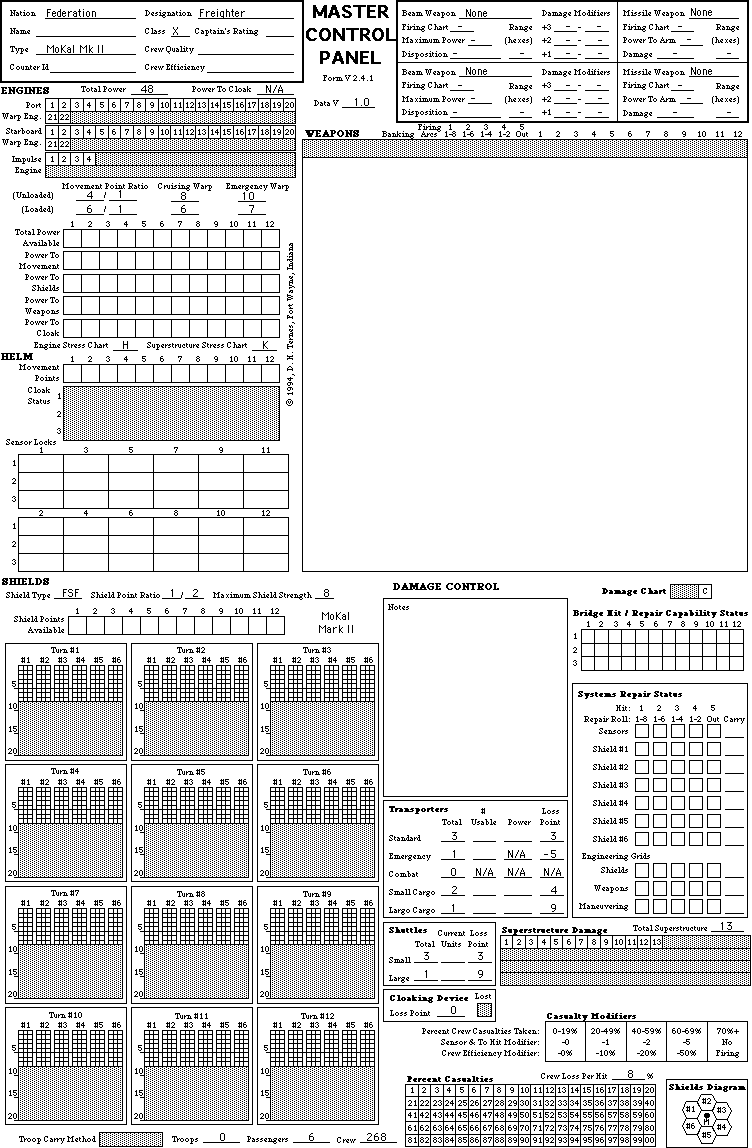 Nation Federation Designation Freighter
Name Class X Captain's Rating
Type MoKal Mk II Crew Quality
Counter Id Crew Efficiency
MASTER
CONTROL
PANEL
Form V 2.4.1
Data V 1.0
Beam Weapon None Damage Modifiers
Firing Chart - Range +3 - - -
Maximum Power - (hexes) +2 - - -
Disposition - +1 - - -
Missile Weapon None
Firing Chart - Range
Power To Arm - (hexes)
Damage - -
Beam Weapon None Damage Modifiers
Firing Chart - Range +3 - - -
Maximum Power - (hexes) +2 - - -
Disposition - +1 - - -
Missile Weapon None
Firing Chart - Range
Power To Arm - (hexes)
Damage - -
ENGINES Total Power 48 Power To Cloak N/A
Port Warp Eng. 1 2 3 4 5 6 7 8 9 10 11 12 13 14 15 16 17 18 19 20
21 22
Starboard Warp Eng. 1 2 3 4 5 6 7 8 9 10 11 12 13 14 15 16 17 18 19 20
21 22
Impulse Engine 1 2 3 4
Movement Point Ratio Cruising Warp Emergency Warp
(Unloaded) 4 / 1 8 10
(Loaded) 6 / 1 6 7
1 2 3 4 5 6 7 8 9 10 11 12
Total Power Available
Power To Movement
Power To Shields
Power To Weapons
Power To Cloak
Engine Stress Chart H Superstructure Stress Chart K
© 1994, D. H. Ternes, Fort Wayne, Indiana
WEAPONS Banking Firing Arcs 1 1-8 2 1-6 3 1-4 4 1-2 5 Out 1 2 3 4 5 6 7 8 9 10 11 12
HELM
1 2 3 4 5 6 7 8 9 10 11 12
Movement Points
Cloak Status 1 2 3
Sensor Locks
1 3 5 7 9 11
1
2
3
2 4 6 8 10 12
1
2
3
SHIELDS
Shield Type FSF Shield Point Ratio 1 / 2 Maximum Shield Strength 8
1 2 3 4 5 6 7 8 9 10 11 12
Shield Points Available
MoKal
Mark II
Turn #1 Turn #2 Turn #3
#1 #2 #3 #4 #5 #6 #1 #2 #3 #4 #5 #6 #1 #2 #3 #4 #5 #6
5 5 5
10 10 10
15 15 15
20 20 20
Turn #4 Turn #5 Turn #6
#1 #2 #3 #4 #5 #6 #1 #2 #3 #4 #5 #6 #1 #2 #3 #4 #5 #6
5 5 5
10 10 10
15 15 15
20 20 20
Turn #7 Turn #8 Turn #9
#1 #2 #3 #4 #5 #6 #1 #2 #3 #4 #5 #6 #1 #2 #3 #4 #5 #6
5 5 5
10 10 10
15 15 15
20 20 20
Turn #10 Turn #11 Turn #12
#1 #2 #3 #4 #5 #6 #1 #2 #3 #4 #5 #6 #1 #2 #3 #4 #5 #6
5 5 5
10 10 10
15 15 15
20 20 20
Troop Carry Method Troops 0 Passengers 6 Crew 268
DAMAGE CONTROL
Notes
Damage Chart C
Bridge Hit / Repair Capability Status
1 2 3 4 5 6 7 8 9 10 11 12
1
2
3
Systems Repair Status
Hit: 1 2 3 4 5
Repair Roll: 1-8 1-6 1-4 1-2 Out Carry
Sensors
Shield #1
Shield #2
Shield #3
Shield #4
Shield #5
Shield #6
Engineering Grids
Shields
Weapons
Maneuvering
Transporters
Total # Usable Power Loss Point
Standard 3 3
Emergency 1 N/A -5
Combat 0 N/A N/A N/A
Small Cargo 2 4
Largo Cargo 1 9
Shuttles
Total Current Units Loss Point
Small 3 3
Large 1 9
Superstructure Damage Total Superstructure 13
1 2 3 4 5 6 7 8 9 10 11 12 13
Cloaking Device Lost
Loss Point 0
Casualty Modifiers
Percent Crew Casualties Taken: 0-19% 20-49% 40-59% 60-69% 70%+
Sensor & To Hit Modifier: -0 -1 -2 -5 No
Crew Efficiency Modifier: -0% -10% -20% -50% Firing
Crew Loss Per Hit 8 %
Percent Casualties
1 2 3 4 5 6 7 8 9 10 11 12 13 14 15 16 17 18 19 20
21 22 23 24 25 26 27 28 29 30 31 32 33 34 35 36 37 38 39 40
41 42 43 44 45 46 47 48 49 50 51 52 53 54 55 56 57 58 59 60
61 62 63 64 65 66 67 68 69 70 71 72 73 74 75 76 77 78 79 80
81 82 83 84 85 86 87 88 89 90 91 92 93 94 95 96 97 98 99 00
Shields Diagram
#2
#1 #3
#6 #4
#5